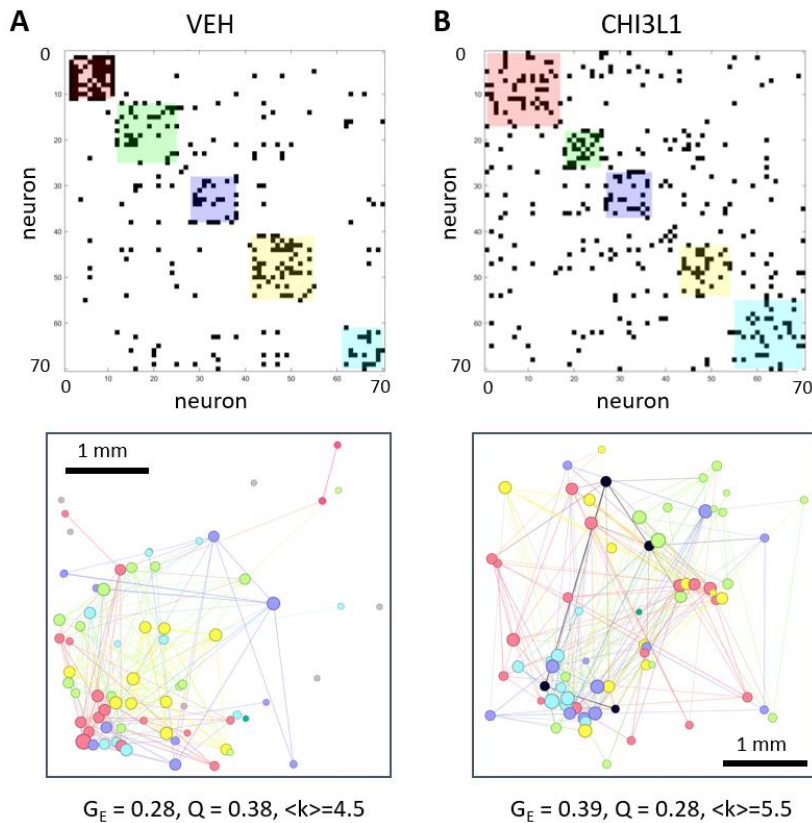 A VEH
B CHI3L1
0
10
20
30
40
50
60
70
neuron
0 10 20 30 40 50 60 70
neuron
0
10
20
30
40
50
60
70
neuron
0 10 20 30 40 50 60 70
neuron
1 mm
1 mm
G_E = 0.28, Q = 0.38, <k>=4.5
G_E = 0.39, Q = 0.28, <k>=5.5